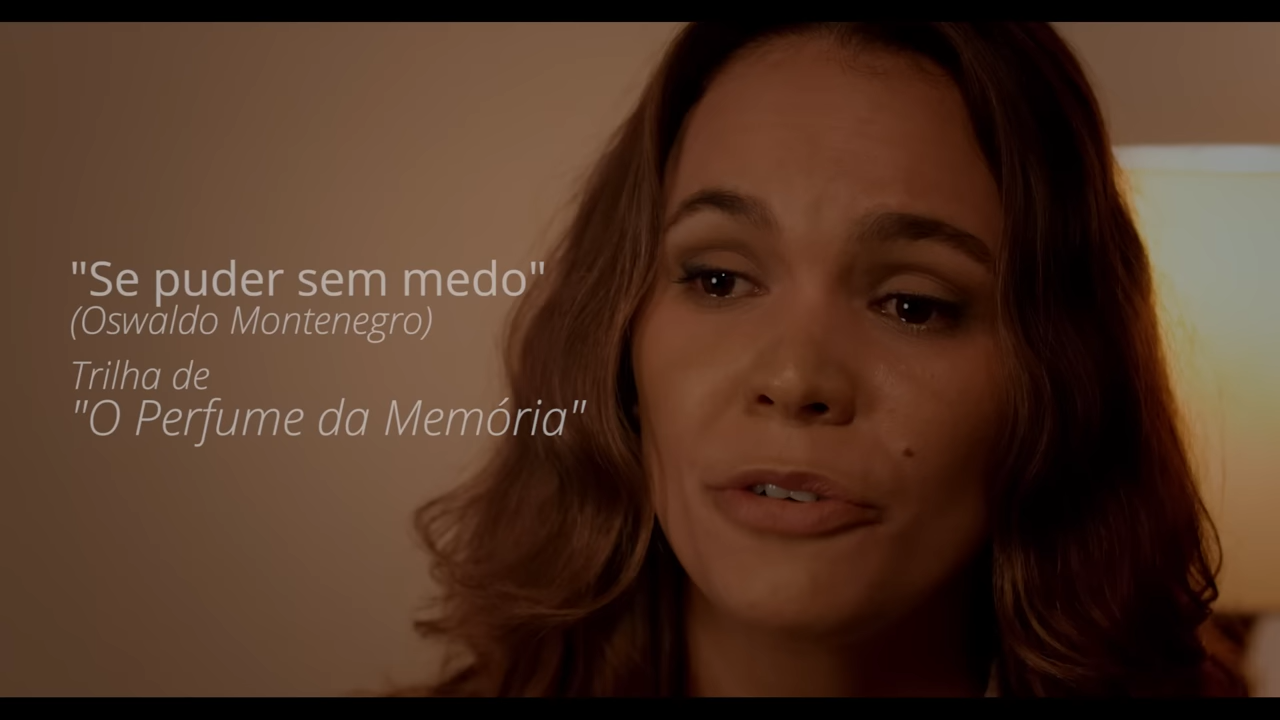 "Se puder sem medo"
(Oswaldo Montenegro)
Trilha de
"O Perfume da Memória"